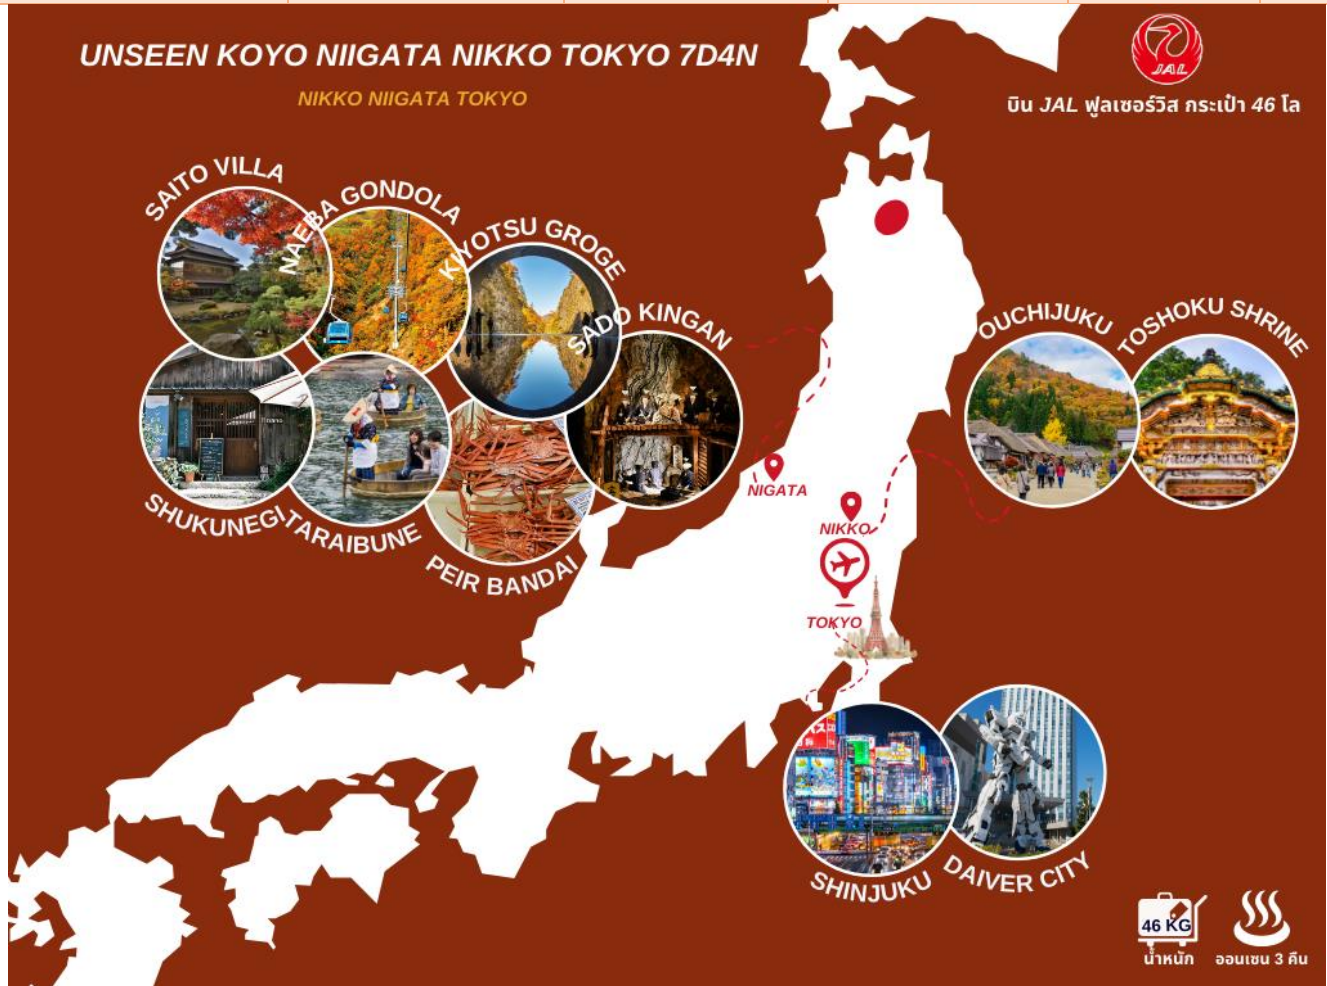 UNSEEN KOYO NIIGATA NIKKO TOKYO 7D4N
NIKKO NIIGATA TOKYO
JAL
บิน JAL ฟูลเซอร์วิส กระเป๋า 46 โล
SAITO VILLA
NAEBA GONDOLA
KIYOTSU GROGE
SADO KINGAN
OUCHIJUKU
TOSHOKU SHRINE
SHUKUNEGI
TARAIBUNE
PEIR BANDAI
NIGATA
NIKKO
TOKYO
SHINJUKU
DAIVER CITY
46 KG
น้ำหนัก
ออนเซน 3 คืน